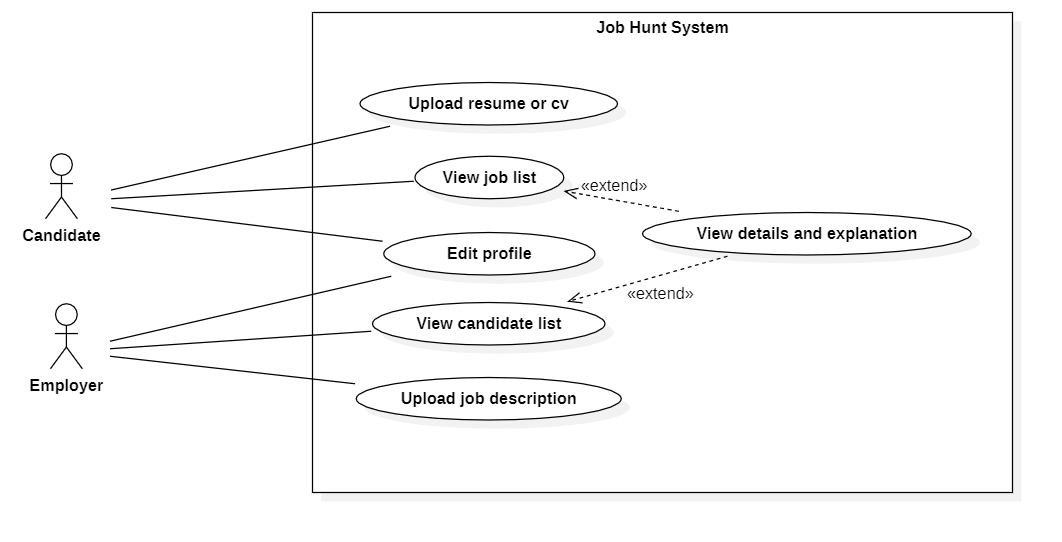 Job Hunt System
Upload resume or cv
View job list
«extend»
View details and explanation
Candidate
Edit profile
«extend»
View candidate list
Employer
Upload job description